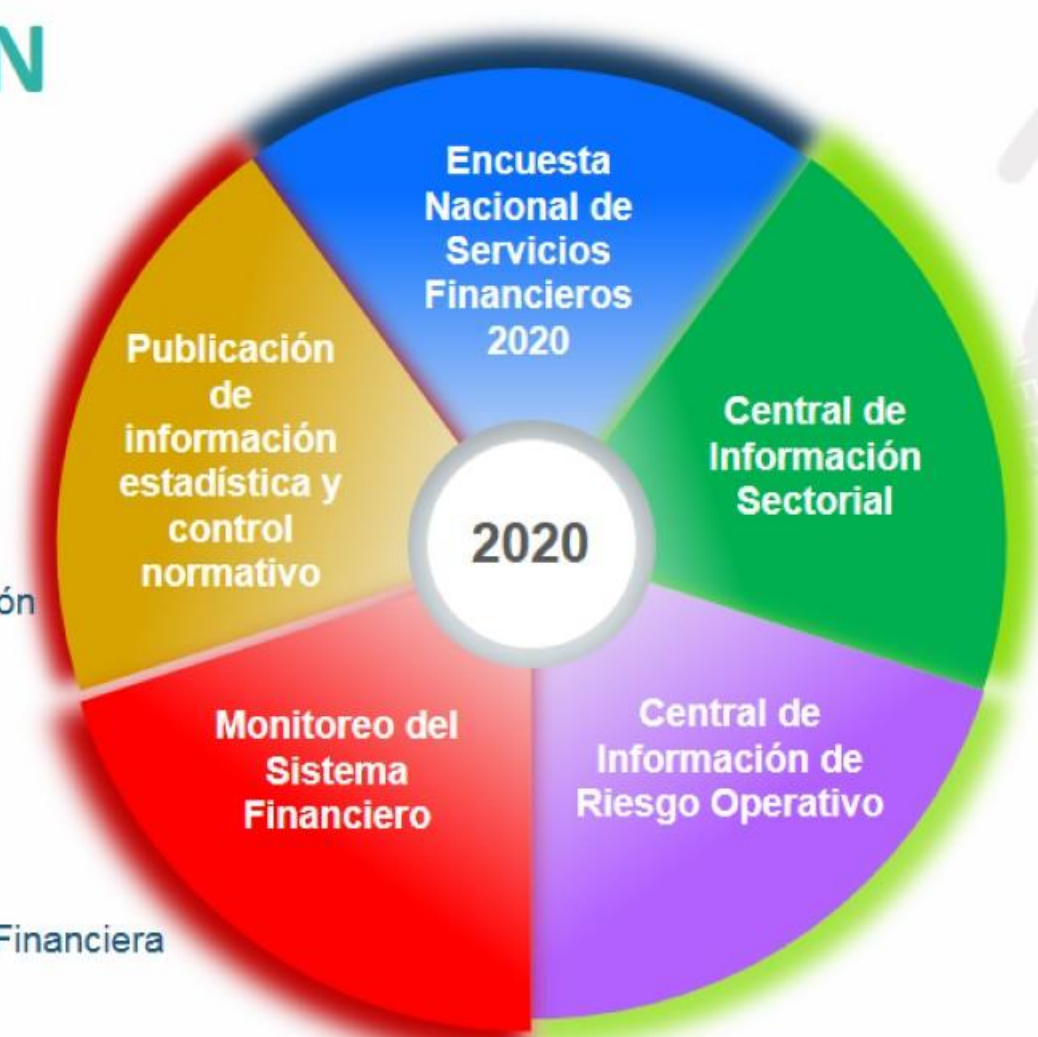 N
Encuesta
Nacional de
Servicios
Financieros
2020
Publicación
de
información
estadística y
control
normativo
Central de
Información
Sectorial
2020
ón
Monitoreo del
Sistema
Financiero
Central de
Información de
Riesgo Operativo
Financiera